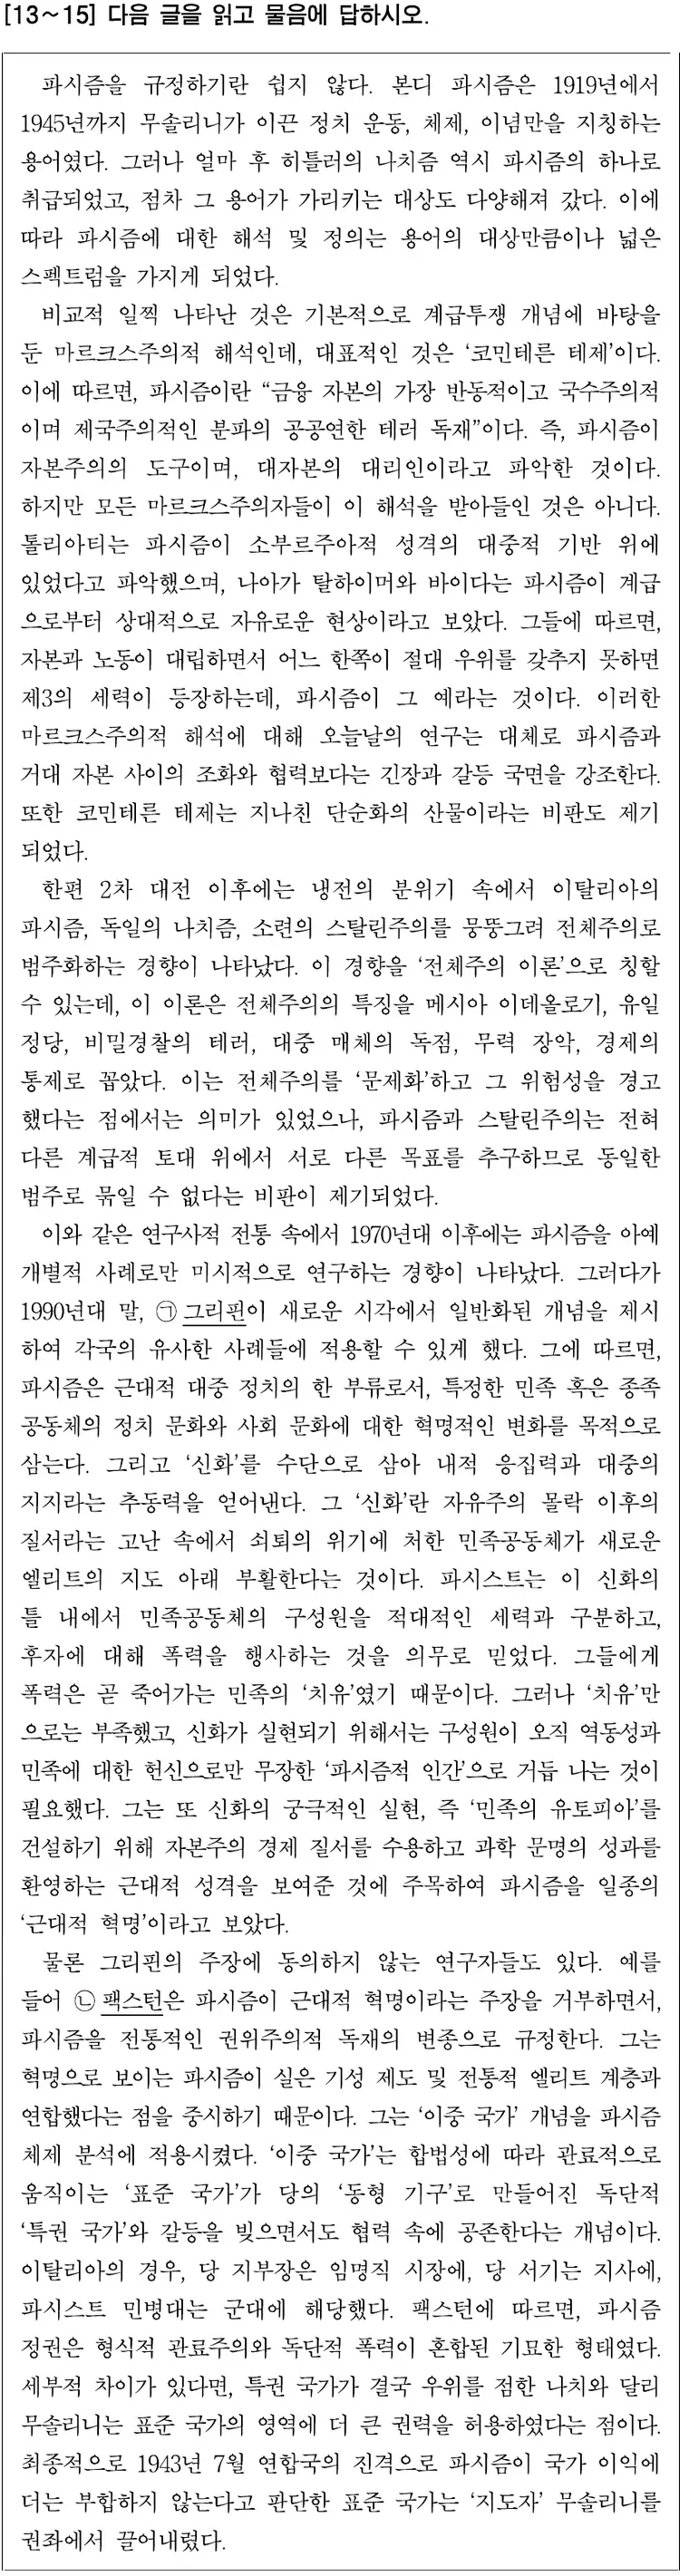 [13~15] 다음 글을 읽고 물음에 답하시오.
파시즘을 규정하기란 쉽지 않다. 본디 파시즘은 1919년에서
1945년까지 무솔리니가 이끈 정치 운동, 체제, 이념만을 지칭하는
용어였다. 그러나 얼마 후 히틀러의 나치즘 역시 파시즘의 하나로
취급되었고, 점차 그 용어가 가리키는 대상도 다양해져 갔다. 이에
따라 파시즘에 대한 해석 및 정의는 용어의 대상만큼이나 넓은
스펙트럼을 가지게 되었다.
비교적 일찍 나타난 것은 기본적으로 계급투쟁 개념에 바탕을
둔 마르크스주의적 해석인데, 대표적인 것은 ‘코민테른 테제’이다.
이에 따르면, 파시즘이란 “금융 자본의 가장 반동적이고 국수주의적
이며 제국주의적인 분파의 공공연한 테러 독재”이다. 즉, 파시즘이
자본주의의 도구이며, 대자본의 대리인이라고 파악한 것이다.
하지만 모든 마르크스주의자들이 이 해석을 받아들인 것은 아니다.
톨리아티는 파시즘이 소부르주아적 성격의 대중적 기반 위에
있었다고 파악했으며, 나아가 탈하이머와 바이다는 파시즘이 계급
으로부터 상대적으로 자유로운 현상이라고 보았다. 그들에 따르면,
자본과 노동이 대립하면서 어느 한쪽이 절대 우위를 갖추지 못하면
제3의 세력이 등장하는데, 파시즘이 그 예라는 것이다. 이러한
마르크스주의적 해석에 대해 오늘날의 연구는 대체로 파시즘과
거대 자본 사이의 조화와 협력보다는 긴장과 갈등 국면을 강조한다.
또한 코민테른 테제는 지나친 단순화의 산물이라는 비판도 제기
되었다.
한편 2차 대전 이후에는 냉전의 분위기 속에서 이탈리아의
파시즘, 독일의 나치즘, 소련의 스탈린주의를 뭉뚱그려 전체주의로
범주화하는 경향이 나타났다. 이 경향을 ‘전체주의 이론’으로 칭할
수 있는데, 이 이론은 전체주의의 특징을 메시아 이데올로기, 유일
정당, 비밀경찰의 테러, 대중 매체의 독점, 무력 장악, 경제의
통제로 꼽았다. 이는 전체주의를 ‘문제화’하고 그 위험성을 경고
했다는 점에서는 의미가 있었으나, 파시즘과 스탈린주의는 전혀
다른 계급적 토대 위에서 서로 다른 목표를 추구하므로 동일한
범주로 묶일 수 없다는 비판이 제기되었다.
이와 같은 연구사적 전통 속에서 1970년대 이후에는 파시즘을 아예
개별적 사례로만 미시적으로 연구하는 경향이 나타났다. 그러다가
1990년대 말, ㉠그리핀이 새로운 시각에서 일반화된 개념을 제시
하여 각국의 유사한 사례들에 적용할 수 있게 했다. 그에 따르면,
파시즘은 근대적 대중 정치의 한 부류로서, 특정한 민족 혹은 종족
공동체의 정치 문화와 사회 문화에 대한 혁명적인 변화를 목적으로
삼는다. 그리고 ‘신화’를 수단으로 삼아 내적 응집력과 대중의
지지라는 추동력을 얻어낸다. 그 ‘신화’란 자유주의 몰락 이후의
질서라는 고난 속에서 쇠퇴의 위기에 처한 민족공동체가 새로운
엘리트의 지도 아래 부활한다는 것이다. 파시스트는 이 신화의
틀 내에서 민족공동체의 구성원을 적대적인 세력과 구분하고,
후자에 대해 폭력을 행사하는 것을 의무로 믿었다. 그들에게
폭력은 곧 죽어가는 민족의 ‘치유’였기 때문이다. 그러나 ‘치유’만
으로는 부족했고, 신화가 실현되기 위해서는 구성원이 오직 역동성과
민족에 대한 헌신으로만 무장한 ‘파시즘적 인간’으로 거듭 나는 것이
필요했다. 그는 또 신화의 궁극적인 실현, 즉 ‘민족의 유토피아’를
건설하기 위해 자본주의 경제 질서를 수용하고 과학 문명의 성과를
환영하는 근대적 성격을 보여준 것에 주목하여 파시즘을 일종의
‘근대적 혁명’이라고 보았다.
물론 그리핀의 주장에 동의하지 않는 연구자들도 있다. 예를
들어 ㉡팩스턴은 파시즘이 근대적 혁명이라는 주장을 거부하면서,
파시즘을 전통적인 권위주의적 독재의 변종으로 규정한다. 그는
혁명으로 보이는 파시즘이 실은 기성 제도 및 전통적 엘리트 계층과
연합했다는 점을 중시하기 때문이다. 그는 ‘이중 국가’ 개념을 파시즘
체제 분석에 적용시켰다. ‘이중 국가’는 합법성에 따라 관료적으로
움직이는 ‘표준 국가’가 당의 ‘동형 기구’로 만들어진 독단적
‘특권 국가’와 갈등을 빚으면서도 협력 속에 공존한다는 개념이다.
이탈리아의 경우, 당 지부장은 임명직 시장에, 당 서기는 지사에,
파시스트 민병대는 군대에 해당했다. 팩스턴에 따르면, 파시즘
정권은 형식적 관료주의와 독단적 폭력이 혼합된 기묘한 형태였다.
세부적 차이가 있다면, 특권 국가가 결국 우위를 점한 나치와 달리
무솔리니는 표준 국가의 영역에 더 큰 권력을 허용하였다는 점이다.
최종적으로 1943년 7월 연합국의 진격으로 파시즘이 국가 이익에
더는 부합하지 않는다고 판단한 표준 국가는 ‘지도자’ 무솔리니를
권좌에서 끌어내렸다.